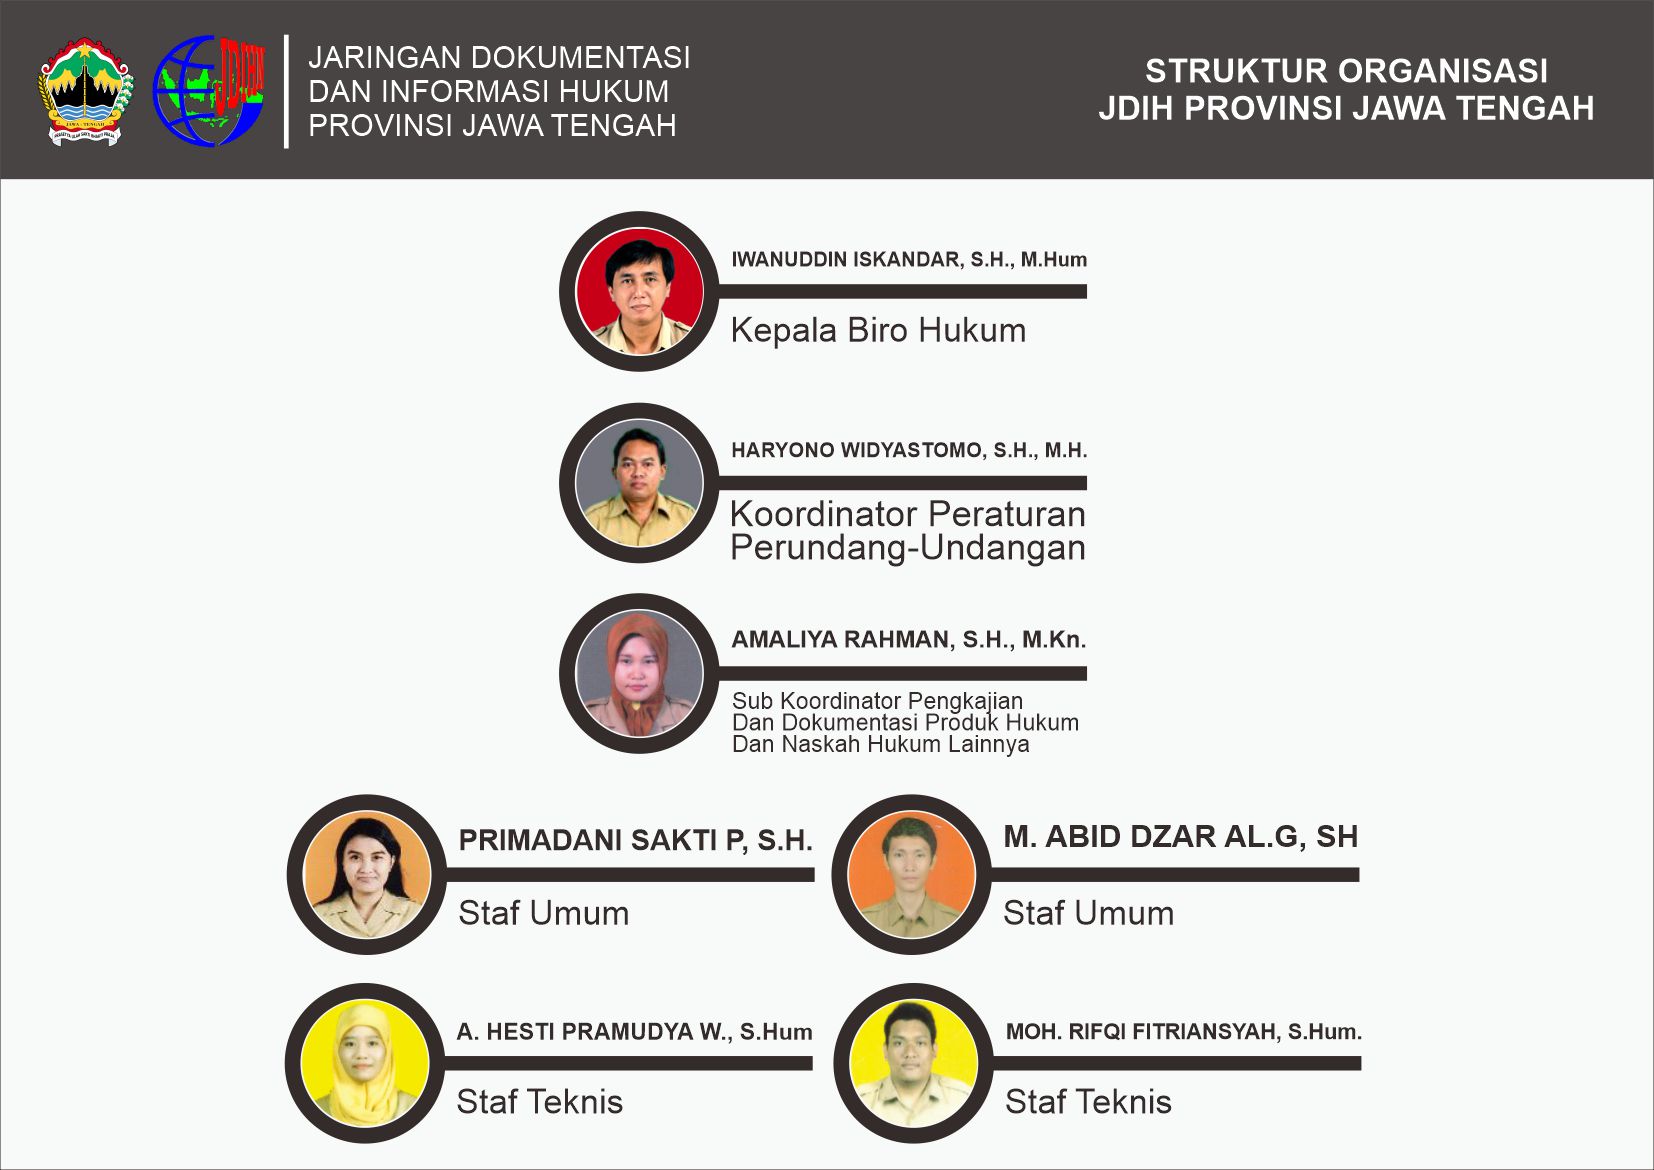 JAWA - TENGAH
JDIHN
JARINGAN DOKUMENTASI
DAN INFORMASI HUKUM
PROVINSI JAWA TENGAH
STRUKTUR ORGANISASI
JDIH PROVINSI JAWA TENGAH
IWANUDDIN ISKANDAR, S.H., M.Hum
Kepala Biro Hukum
HARYONO WIDYASTOMO, S.H., M.H.
Koordinator Peraturan
Perundang-Undangan
AMALIYA RAHMAN, S.H., M.Kn.
Sub Koordinator Pengkajian
Dan Dokumentasi Produk Hukum
Dan Naskah Hukum Lainnya
PRIMADANI SAKTI P, S.H.
Staf Umum
M. ABID DZAR AL.G, SH
Staf Umum
A. HESTI PRAMUDYA W., S.Hum
Staf Teknis
MOH. RIFQI FITRIANSYAH, S.Hum.
Staf Teknis